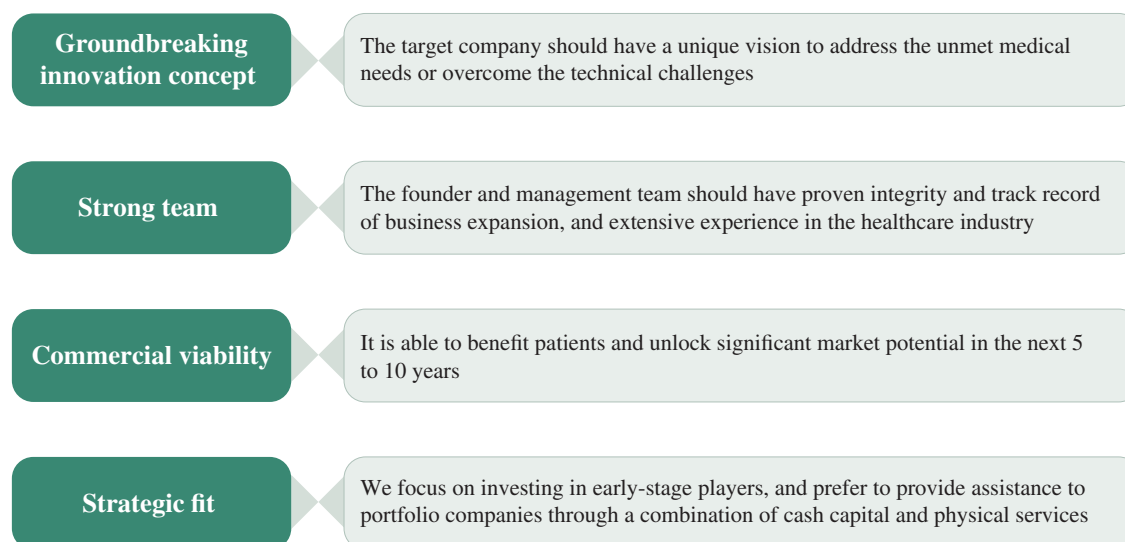 Groundbreaking
innovation concept
The target company should have a unique vision to address the unmet medical
needs or overcome the technical challenges
Strong team
The founder and management team should have proven integrity and track record
of business expansion, and extensive experience in the healthcare industry
Commercial viability
It is able to benefit patients and unlock significant market potential in the next 5
to 10 years
Strategic fit
We focus on investing in early-stage players, and prefer to provide assistance to
portfolio companies through a combination of cash capital and physical services